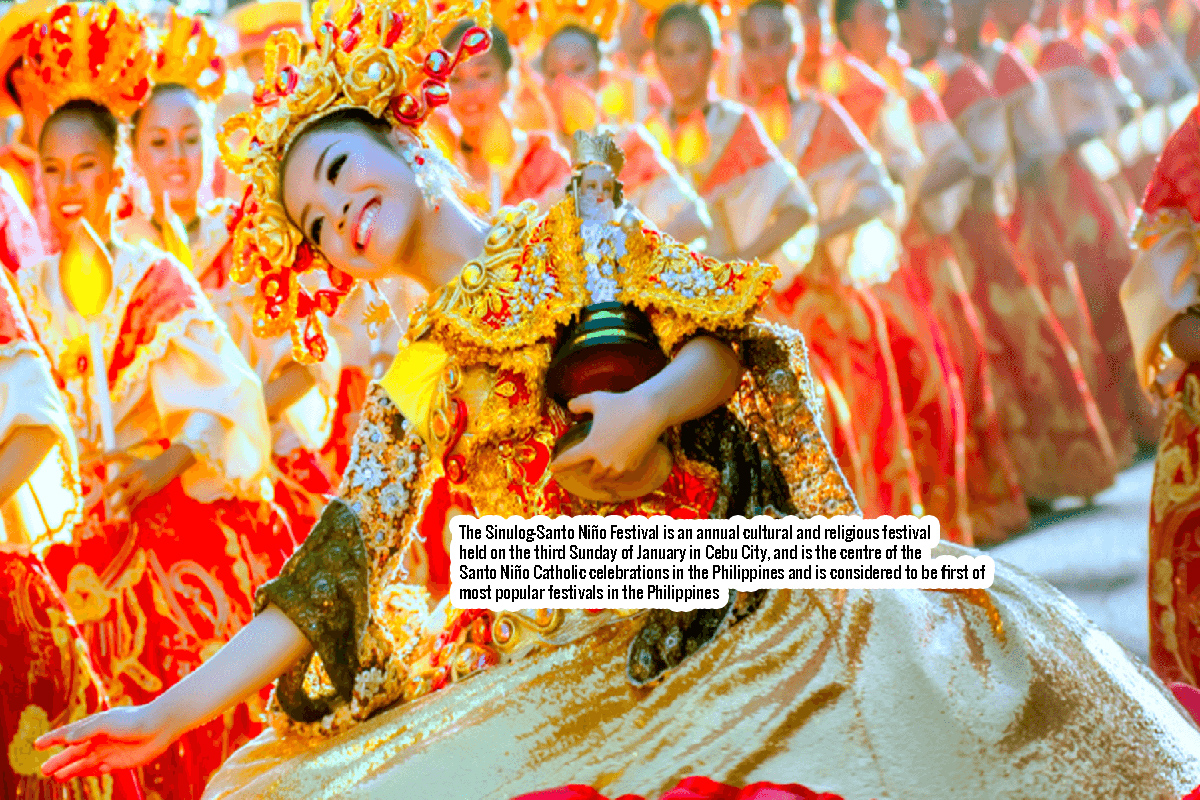 The Sinulog-Santo Niño Festival is an annual cultural and religious festival
held on the third Sunday of January in Cebu City, and is the centre of the
Santo Niño Catholic celebrations in the Philippines and is considered to be first of
most popular festivals in the Philippines